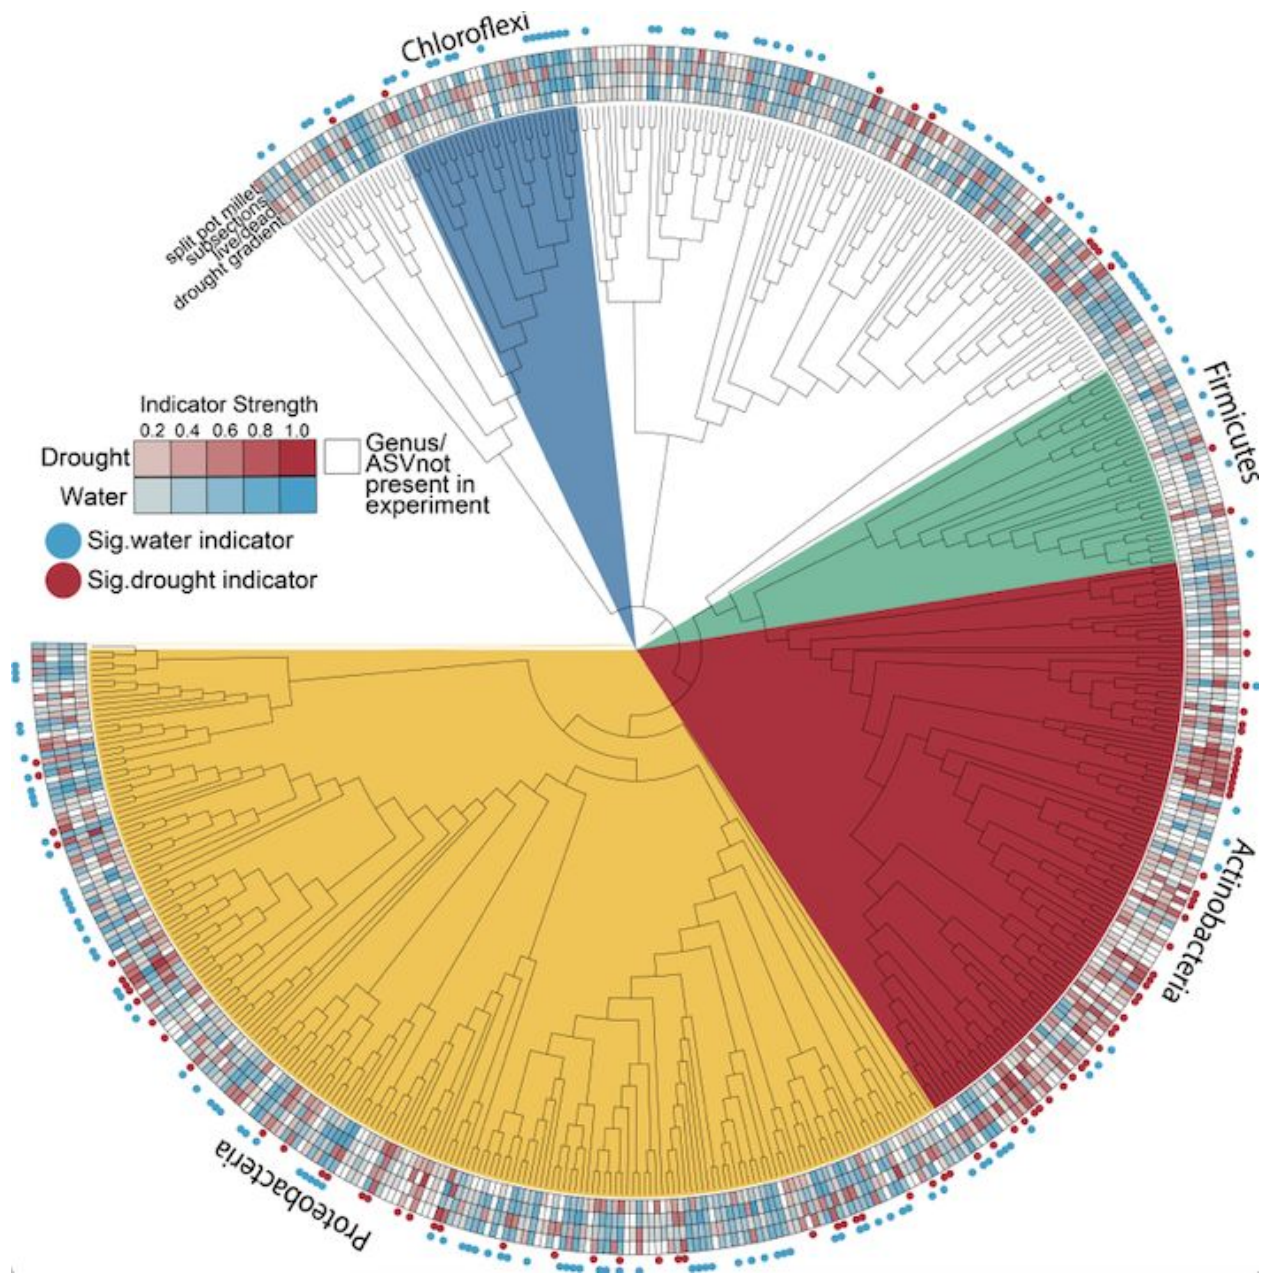 Chloroflexi
split pot millet
subsections
live/dead
drought gradient
Indicator Strength
0.2 0.4 0.6 0.8 1.0
Drought
Water
Genus/
ASVnot
present in
experiment
Sig.water indicator
Sig.drought indicator
Firmicutes
Actinobacteria
Proteobacteria